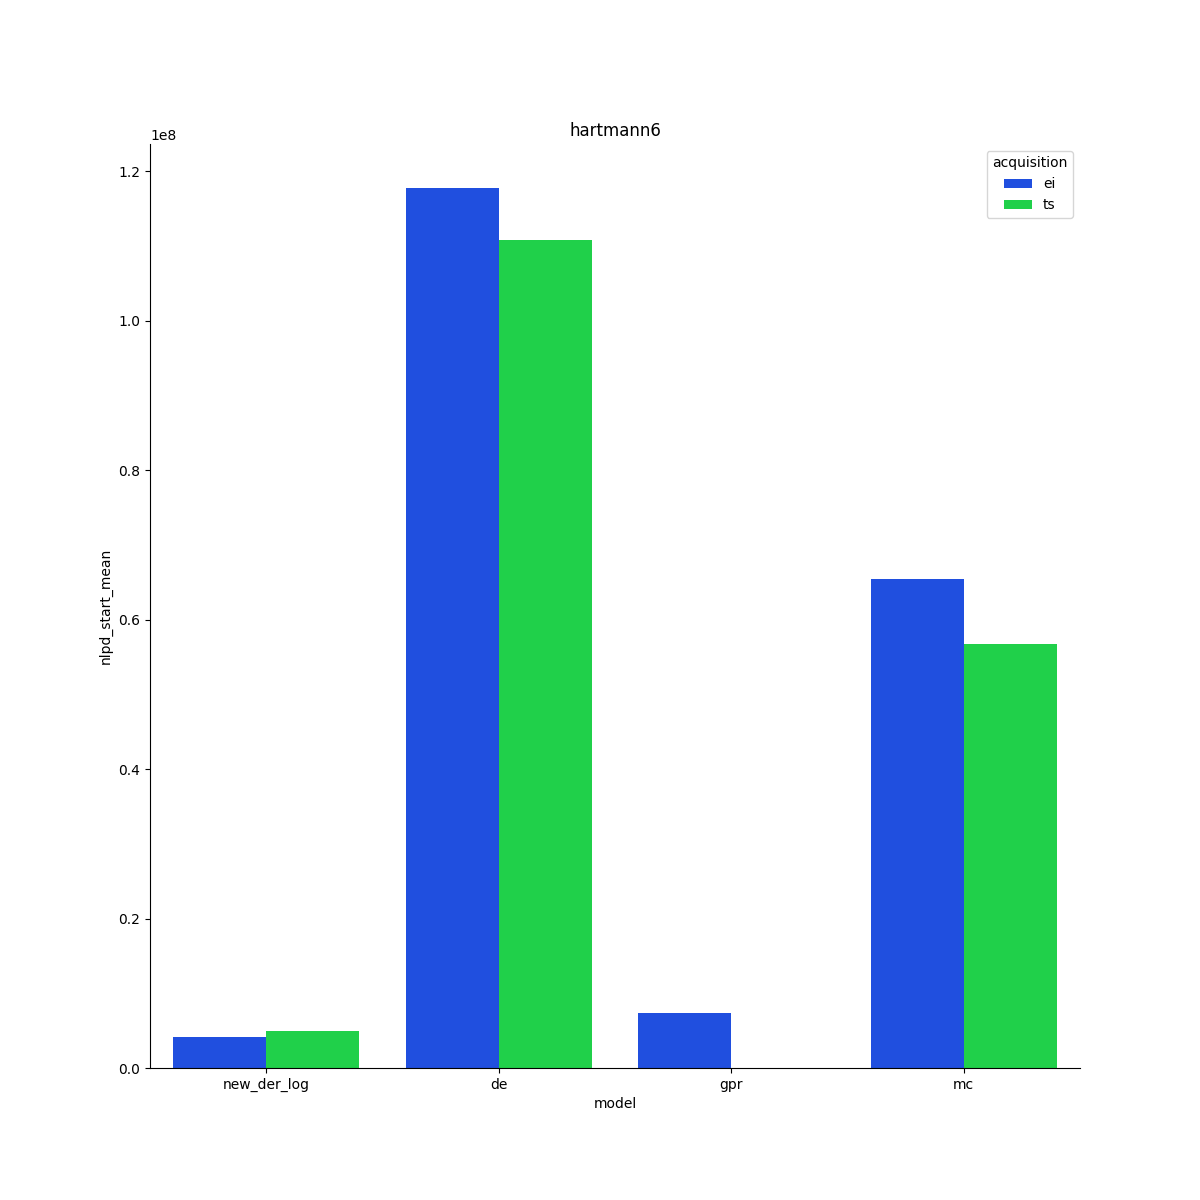 hartmann6
1e8
acquisition
ei
ts
1.2
1.0
0.8
0.6
0.4
0.2
0.0
nlpd_start_mean
new_der_log de gpr mc
model